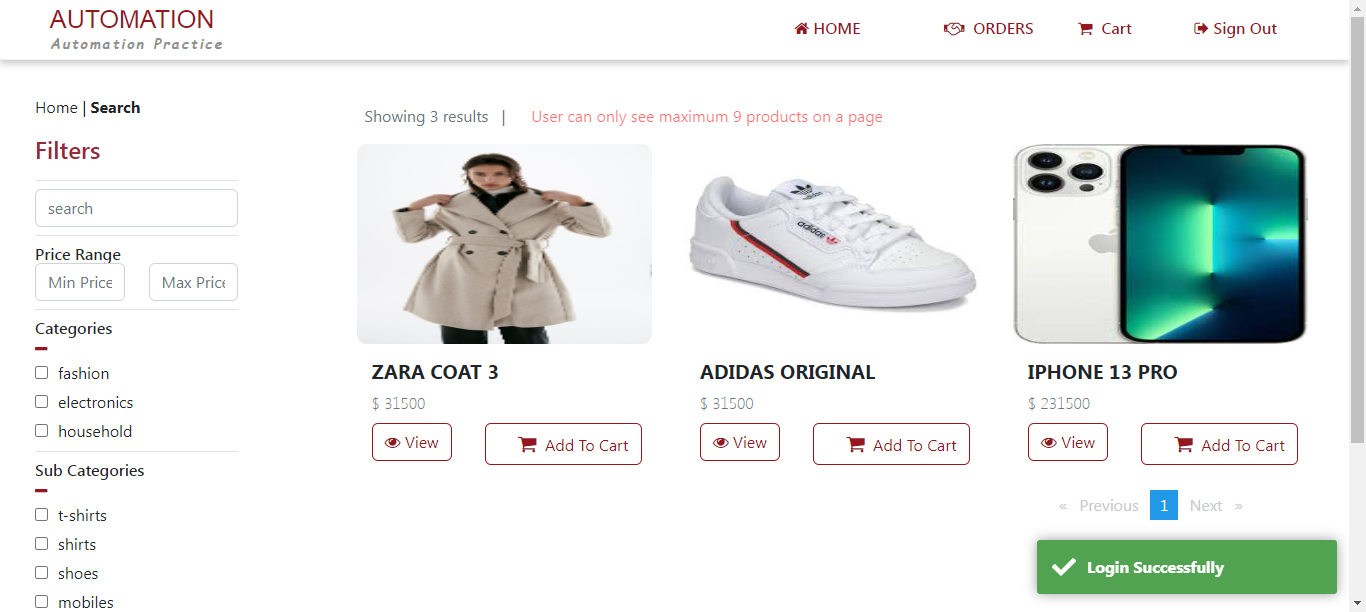 AUTOMATION
Automation Practice
HOME
ORDERS
Cart
Sign Out
Home | Search
Filters
search
Price Range
Min Price
Max Price
Categories
fashion
electronics
household
Sub Categories
t-shirts
shirts
shoes
mobiles
Showing 3 results |
User can only see maximum 9 products on a page
adidas
adidas
ZARA COAT 3
$ 31500
View
Add To Cart
ADIDAS ORIGINAL
$ 31500
View
Add To Cart
IPHONE 13 PRO
$ 231500
View
Add To Cart
« Previous 1 Next »
Login Successfully